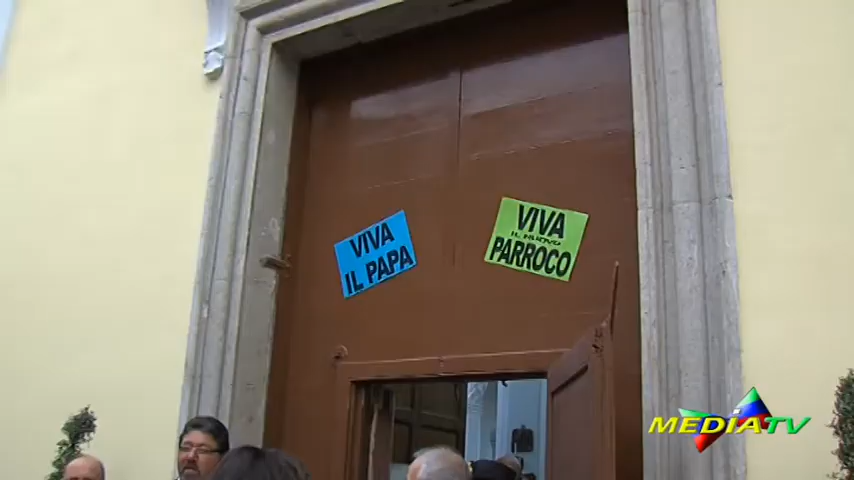 VIVA
IL PAPA
VIVA
IL NUOVO
PARROCO
MEDIATV